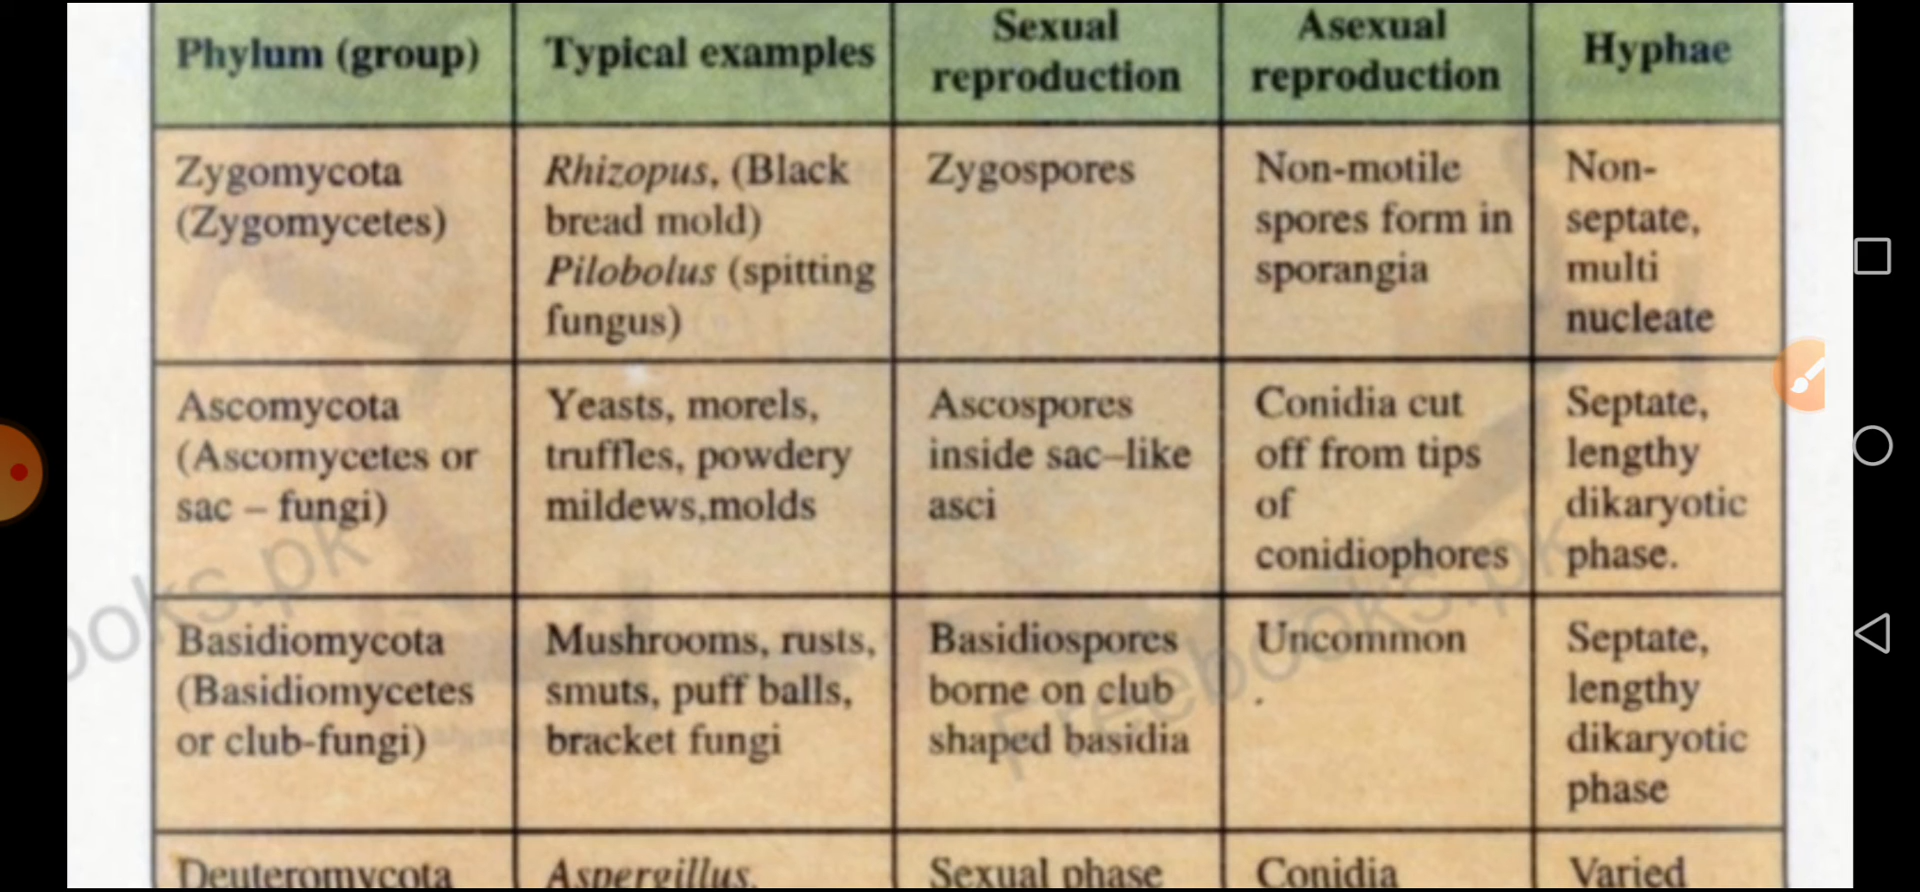 Phylum (group)
Typical examples
Sexual
reproduction
Asexual
reproduction
Hyphae
Zygomycota
(Zygomycetes)
Rhizopus, (Black
bread mold)
Pilobolus (spitting
fungus)
Zygospores
Non-motile
spores form in
sporangia
Non-
septate,
multi
nucleate
Ascomycota
(Ascomycetes or
sac – fungi)
Yeasts, morels,
truffles, powdery
mildews,molds
Ascospores
inside sac–like
asci
Conidia cut
off from tips
of
conidiophores
Septate,
lengthy
dikaryotic
phase.
Basidiomycota
(Basidiomycetes
or club-fungi)
Mushrooms, rusts,
smuts, puff balls,
bracket fungi
Basidiospores
borne on club
shaped basidia
Uncommon
.
Septate,
lengthy
dikaryotic
phase
Deuteromycota
Aspergillus,
Sexual phase
Conidia
Varied
ooks.pk
Freebooks.pk